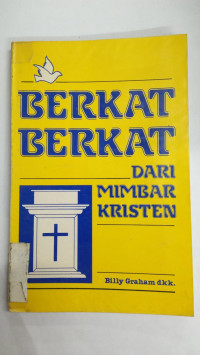 BERKAT
BERKAT
DARI
MIMBAR
KRISTEN
Billy Graham dkk.